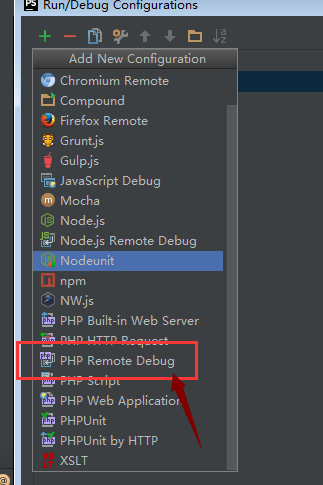 PS
Run/Debug Configurations
Add New Configuration
Chromium Remote
Compound
Firefox Remote
Grunt.js
Gulp.js
JavaScript Debug
Mocha
Node.js
Node.js Remote Debug
Nodeunit
npm
NW.js
PHP Built-in Web Server
PHP HTTP Request
PHP Remote Debug
PHP Script
PHP Web Application
PHPUnit
PHPUnit by HTTP
XSLT